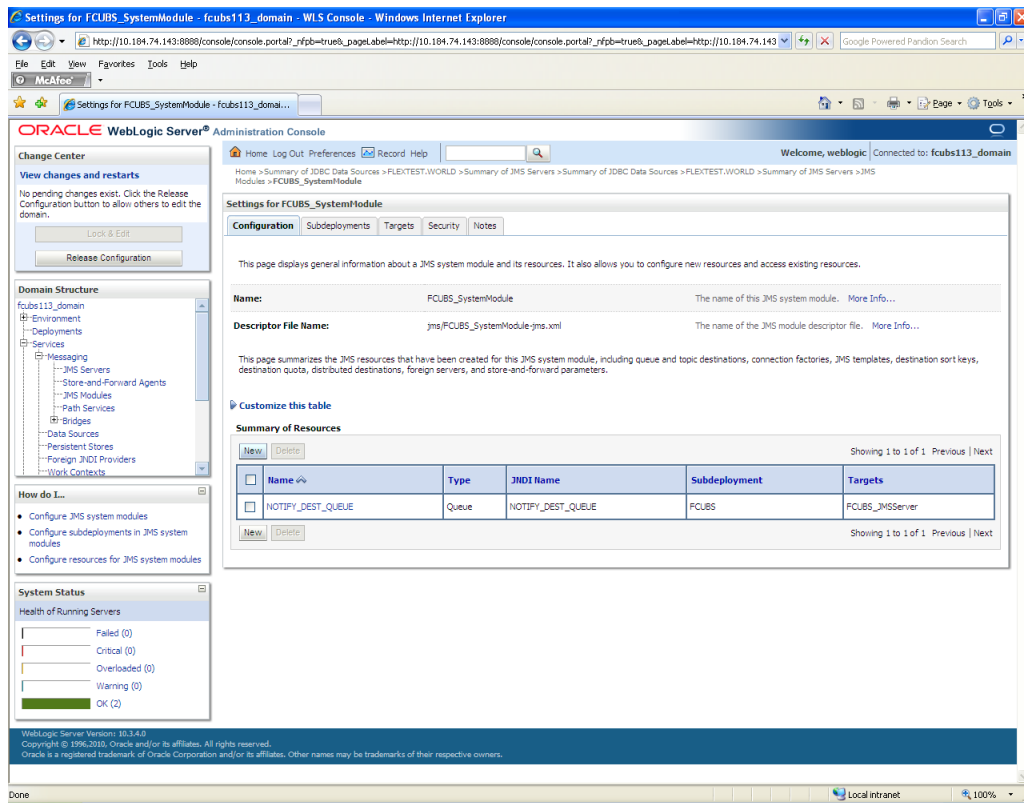 Settings for FCUBS_SystemModule - fcubs113_domain - WLS Console - Windows Internet Explorer
http://10.184.74.143:8888/console/console.portal?_nfpb=true&_pageLabel=http://10.184.74.143:8888/console/console.portal?_nfpb=true&_pageLabel=http://10.184.74.143
Google Powered Pandion Search
File Edit View Favorites Tools Help
McAfee
Settings for FCUBS_SystemModule - fcubs113_domai...
Page Tools
ORACLE WebLogic Server® Administration Console
Change Center
View changes and restarts
No pending changes exist. Click the Release
Configuration button to allow others to edit the
domain.
Lock & Edit
Release Configuration
Domain Structure
fcubs113_domain
Environment
Deployments
Services
Messaging
JMS Servers
Store-and-Forward Agents
JMS Modules
Path Services
Bridges
Data Sources
Persistent Stores
Foreign JNDI Providers
Work Contexts
How do I...
Configure JMS system modules
Configure subdeployments in JMS system
modules
Configure resources for JMS system modules
System Status
Health of Running Servers
Failed (0)
Critical (0)
Overloaded (0)
Warning (0)
OK (2)
Home Log Out Preferences Record Help
Welcome, weblogic Connected to: fcubs113_domain
Home >Summary of JDBC Data Sources >FLEXTEST.WORLD >Summary of JMS Servers >Summary of JDBC Data Sources >FLEXTEST.WORLD >Summary of JMS Servers >JMS
Modules >FCUBS_SystemModule
Settings for FCUBS_SystemModule
Configuration Subdeployments Targets Security Notes
This page displays general information about a JMS system module and its resources. It also allows you to configure new resources and access existing resources.
Name: FCUBS_SystemModule The name of this JMS system module. More Info...
Descriptor File Name: jms/FCUBS_SystemModule-jms.xml The name of the JMS module descriptor file. More Info...
This page summarizes the JMS resources that have been created for this JMS system module, including queue and topic destinations, connection factories, JMS templates, destination sort keys,
destination quota, distributed destinations, foreign servers, and store-and-forward parameters.
Customize this table
Summary of Resources
New Delete Showing 1 to 1 of 1 Previous | Next
Name Type JNDI Name Subdeployment Targets
NOTIFY_DEST_QUEUE Queue NOTIFY_DEST_QUEUE FCUBS FCUBS_JMSServer
New Delete Showing 1 to 1 of 1 Previous | Next
WebLogic Server Version: 10.3.4.0
Copyright © 1996,2010, Oracle and/or its affiliates. All rights reserved.
Oracle is a registered trademark of Oracle Corporation and/or its affiliates. Other names may be trademarks of their respective owners.
Done Local intranet 100%